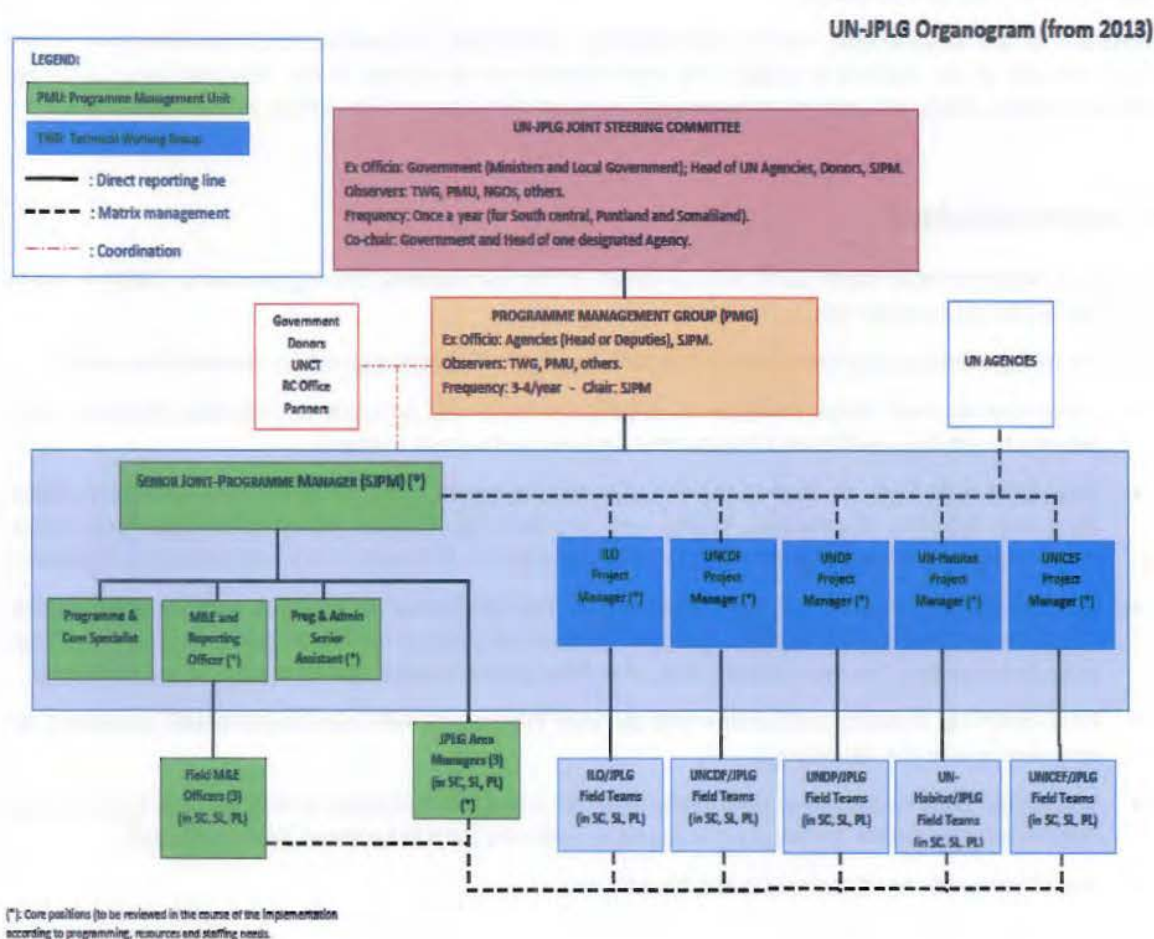 UN-JPLG Organogram (from 2013)
LEGEND:
PMU: Programme Management Unit
TWG: Technical Working Group
: Direct reporting line
: Matrix management
: Coordination
UN-JPLG JOINT STEERING COMMITTEE
Ex Officio: Government (Ministers and Local Government); Head of UN Agencies, Donors, SJPM.
Observers: TWG, PMU, NGOs, others.
Frequency: Once a year (for South central, Puntland and Somaliland).
Co-chair: Government and Head of one designated Agency.
Government
Donors
UNCT
RC Office
Partners
PROGRAMME MANAGEMENT GROUP (PMG)
Ex Officio: Agencies (Head or Deputies), SJPM.
Observers: TWG, PMU, others.
Frequency: 3-4/year - Chair: SJPM
UN AGENCIES
SENIOR JOINT-PROGRAMME MANAGER (SJPM) (*)
Programme &
Com Specialist
M&E and
Reporting
Officer (*)
Prog & Admin
Senior
Assistant (*)
ILO
Project
Manager (*)
UNCDF
Project
Manager (*)
UNDP
Project
Manager (*)
UN-Habitat
Project
Manager (*)
UNICEF
Project
Manager (*)
Field M&E
Officers (3)
(in SC, SL, PL)
JPLG Area
Managers (3)
(in SC, SL, PL)
(*)
ILO/JPLG
Field Teams
(in SC, SL, PL)
UNCDF/JPLG
Field Teams
(in SC, SL, PL)
UNDP/JPLG
Field Teams
(in SC, SL, PL)
UN-
Habitat/JPLG
Field Teams
(in SC, SL, PL)
UNICEF/JPLG
Field Teams
(in SC, SL, PL)
(*): Core positions (to be reviewed in the course of the implementation
according to programming, resources and staffing needs.